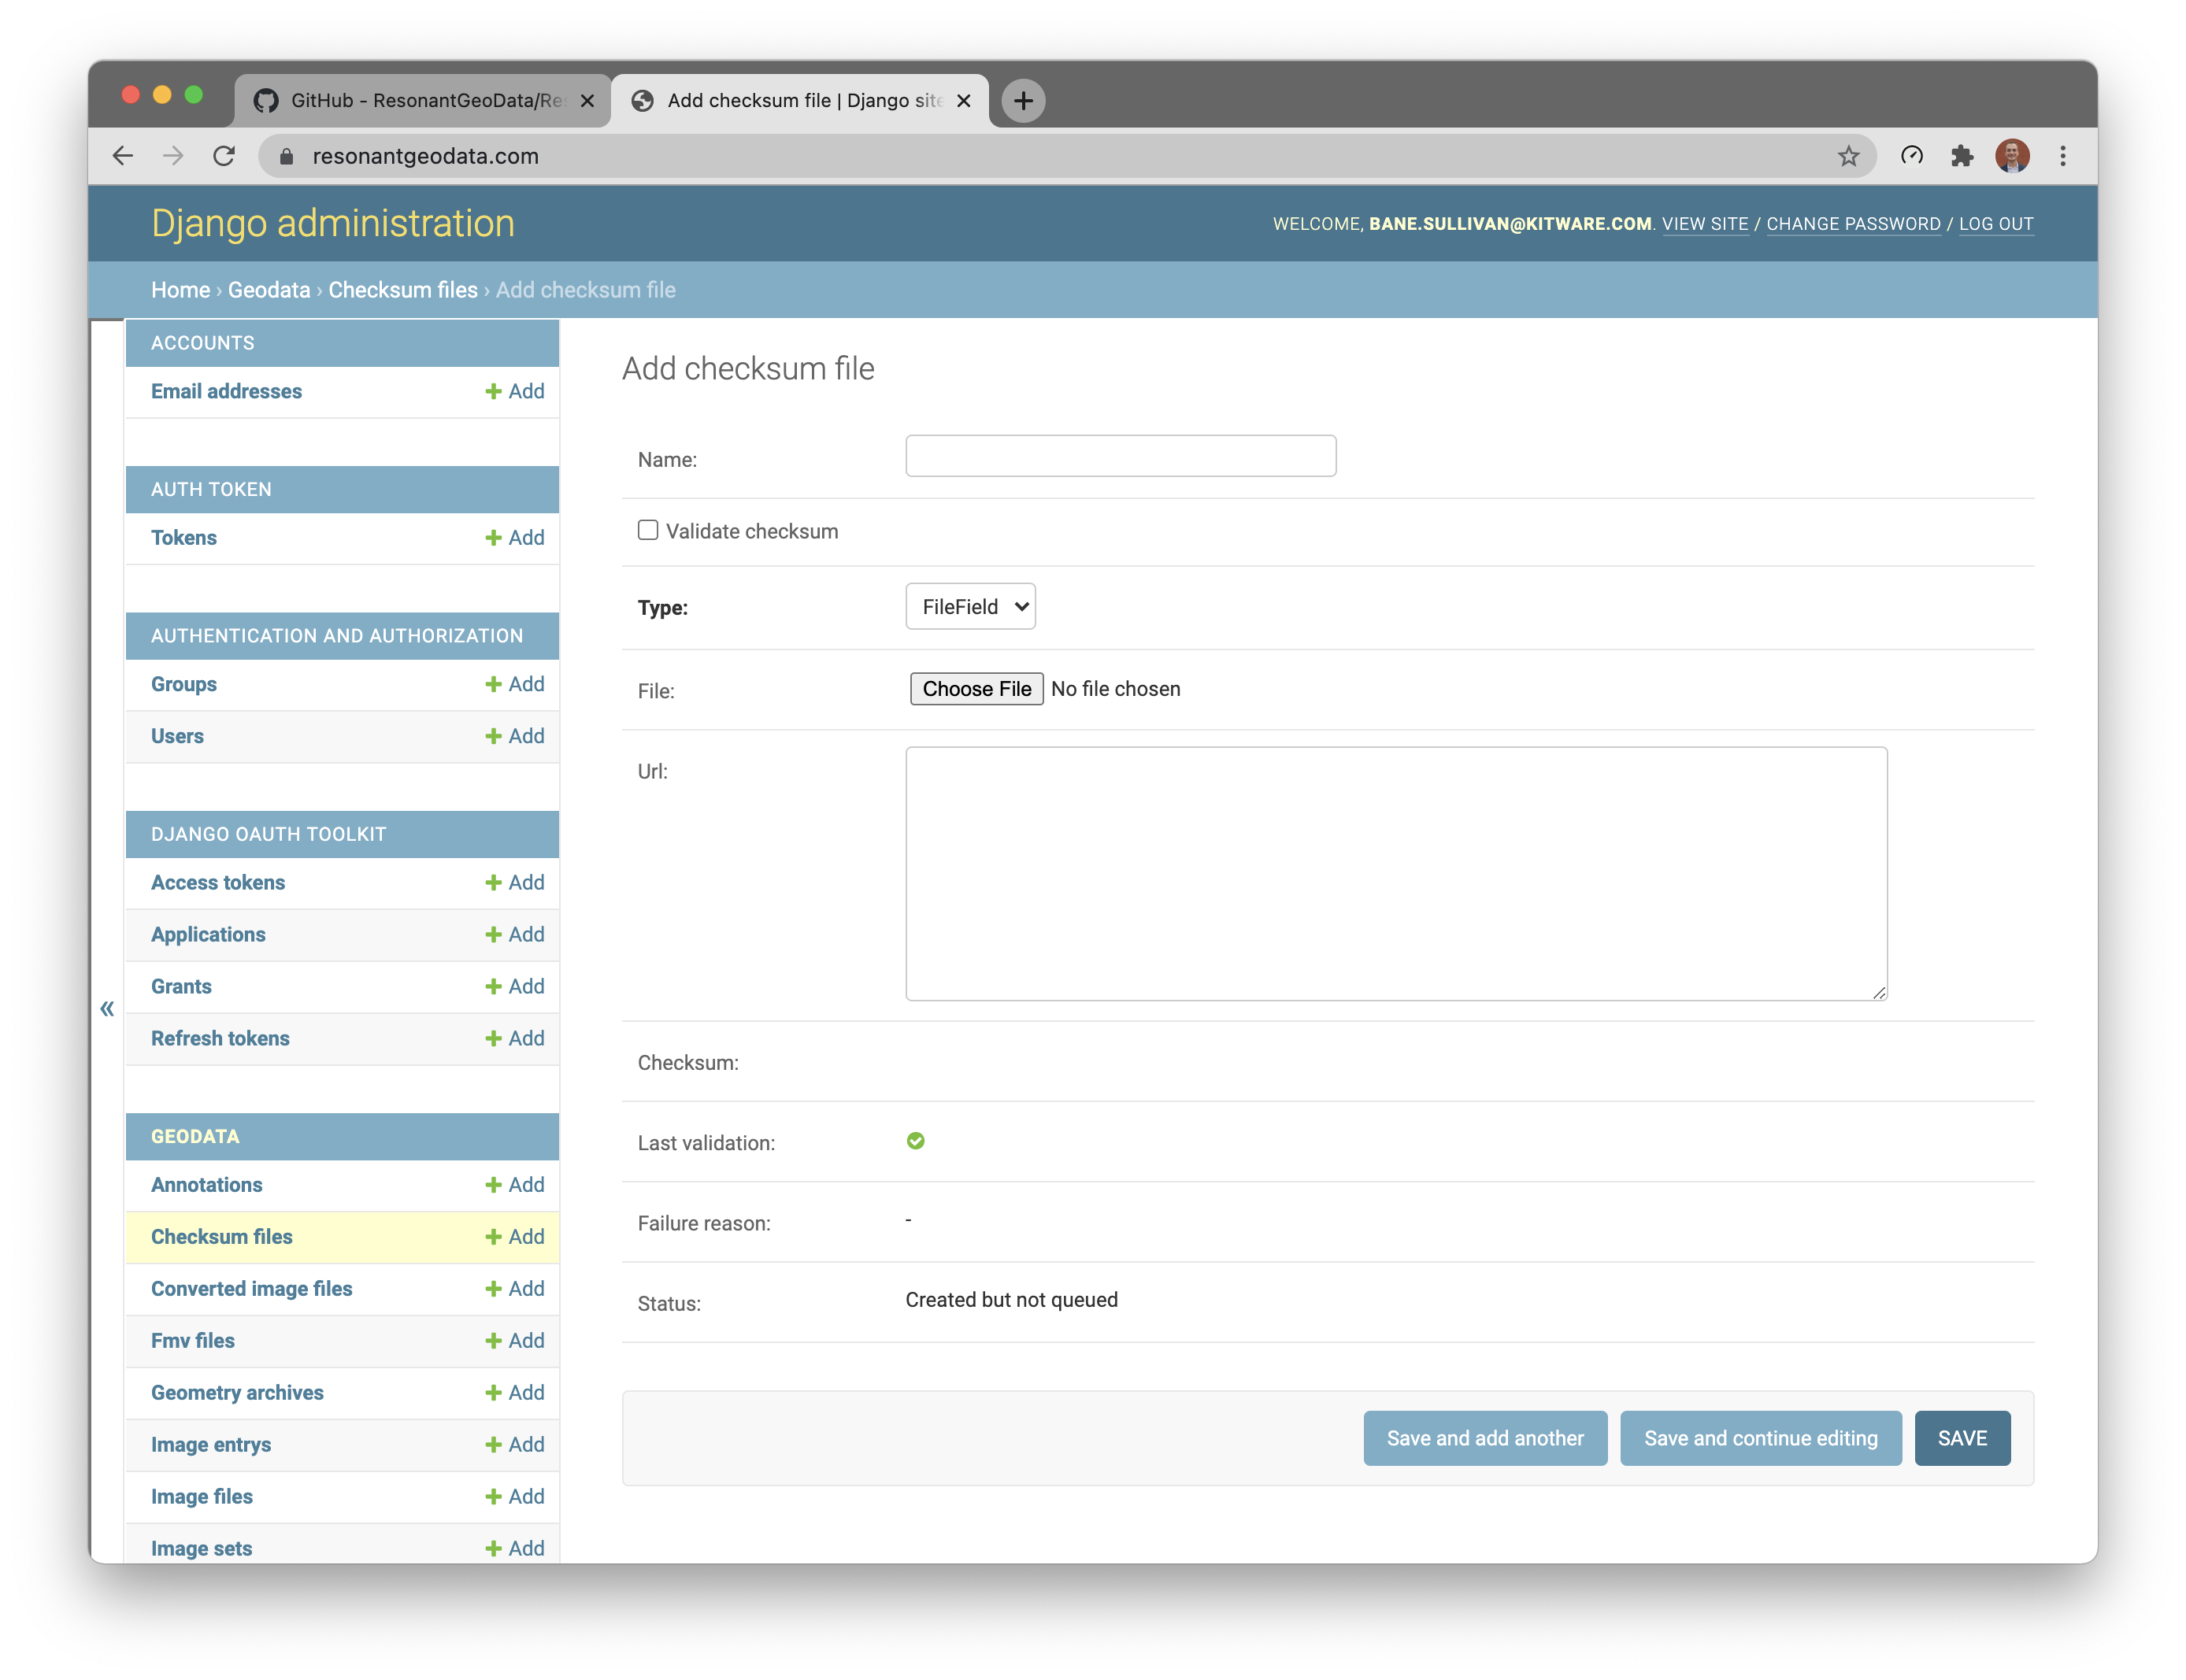 GitHub - ResonantGeoData/Re
Add checksum file | Django site
resonantgeodata.com
Django administration
WELCOME, BANE.SULLIVAN@KITWARE.COM. VIEW SITE / CHANGE PASSWORD / LOG OUT
Home › Geodata › Checksum files › Add checksum file
ACCOUNTS
Email addresses + Add
AUTH TOKEN
Tokens + Add
AUTHENTICATION AND AUTHORIZATION
Groups + Add
Users + Add
DJANGO OAUTH TOOLKIT
Access tokens + Add
Applications + Add
Grants + Add
Refresh tokens + Add
«
GEODATA
Annotations + Add
Checksum files + Add
Converted image files + Add
Fmv files + Add
Geometry archives + Add
Image entrys + Add
Image files + Add
Image sets + Add
Add checksum file
Name:
Validate checksum
Type: FileField
File: Choose File No file chosen
Url:
Checksum:
Last validation:
Failure reason: -
Status: Created but not queued
Save and add another Save and continue editing SAVE